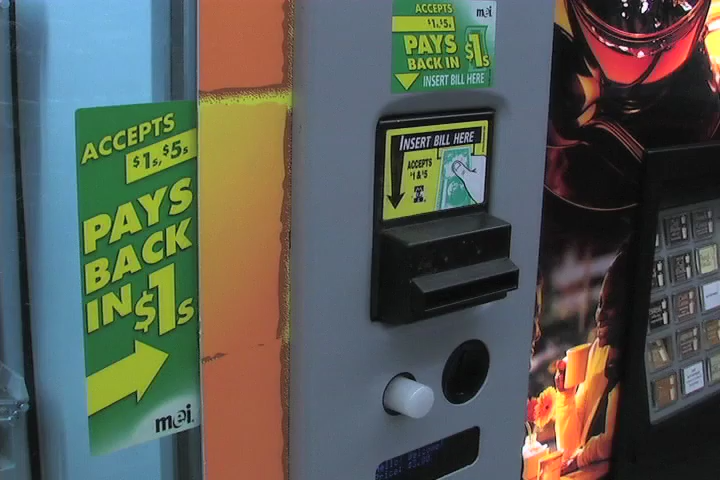 ACCEPTS
$1s, $5s
PAYS
BACK
IN $1s
mei.
ACCEPTS
$1s, $5s
PAYS
BACK IN $1s
INSERT BILL HERE
mei
INSERT BILL HERE
ACCEPTS
$1 & $5